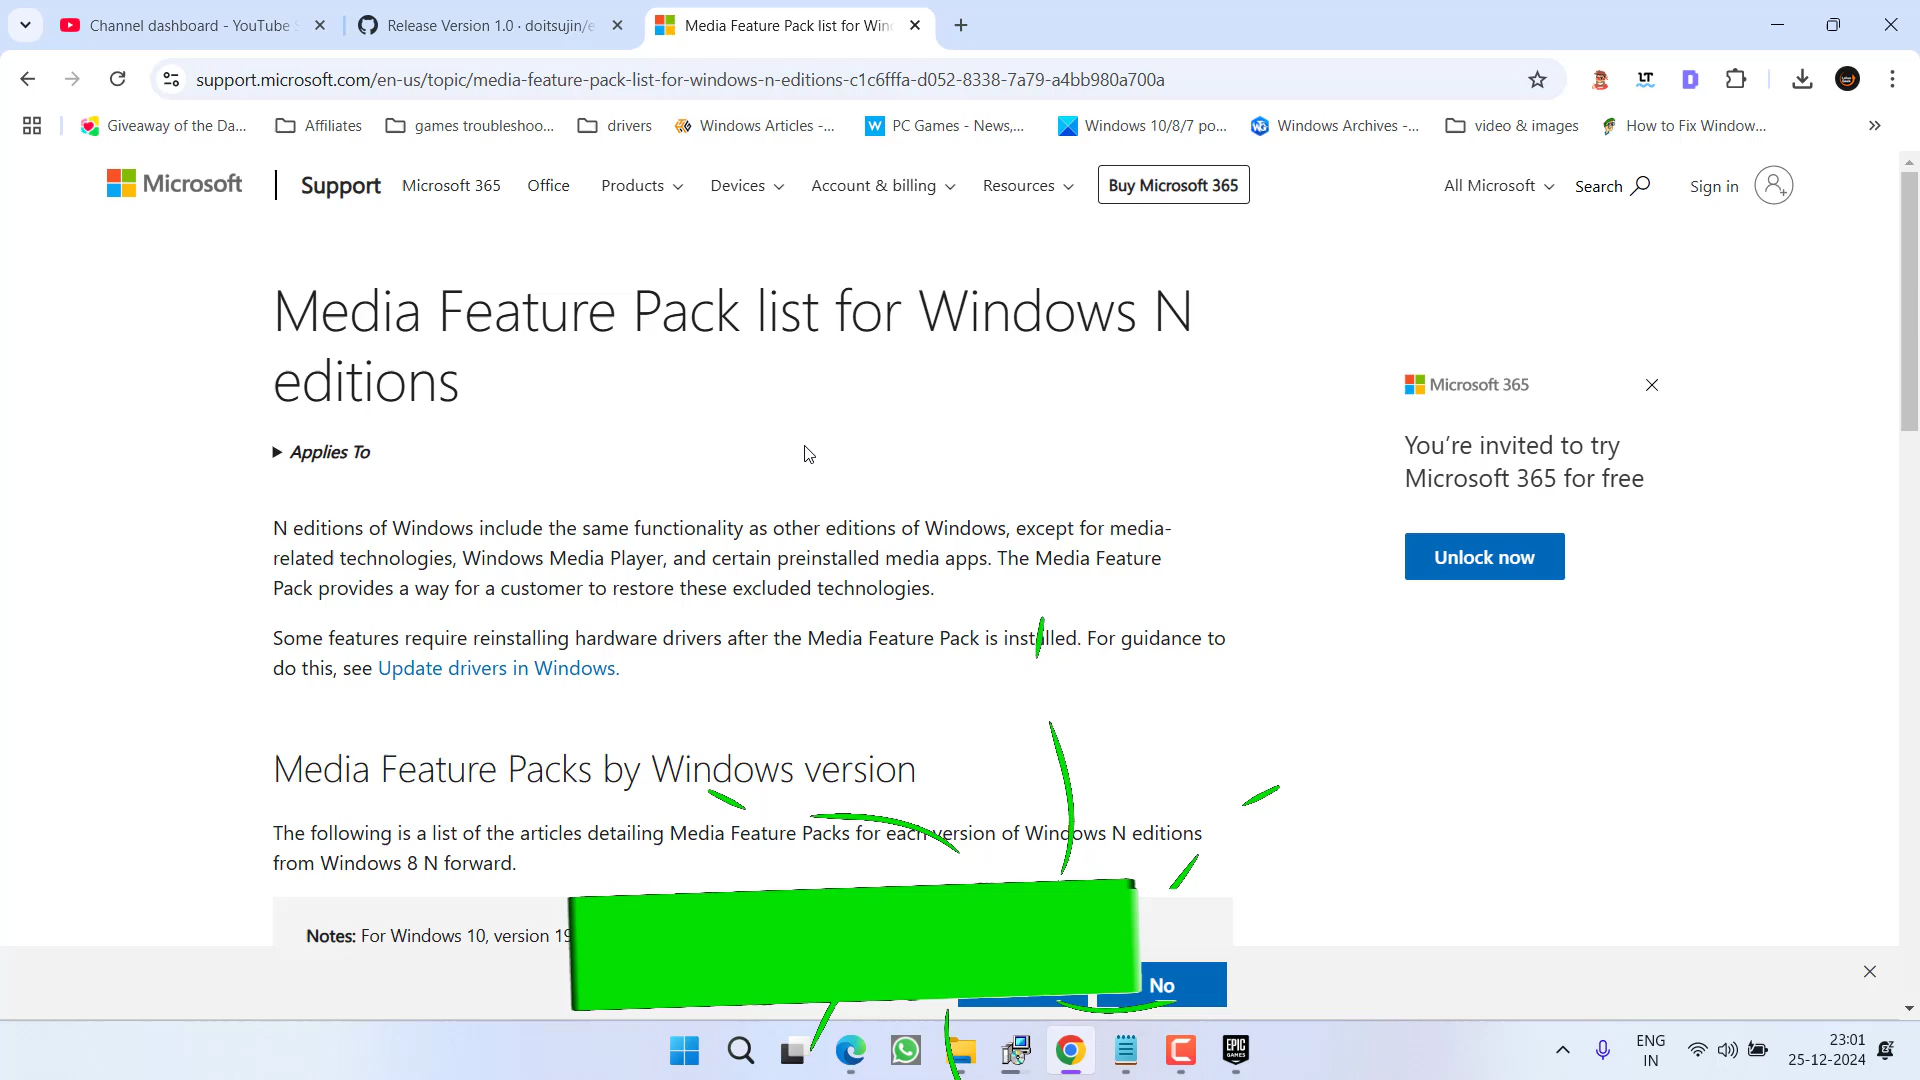 Channel dashboard - YouTube S
Release Version 1.0 · doitsujin/
Media Feature Pack list for Win
support.microsoft.com/en-us/topic/media-feature-pack-list-for-windows-n-editions-c1c6fffa-d052-8338-7a79-a4bb980a700a
LT
Giveaway of the Da...
Affiliates
games troubleshoo...
drivers
Windows Articles -...
W
PC Games - News,...
Windows 10/8/7 po...
Windows Archives -...
video & images
How to Fix Window...
Microsoft
Support
Microsoft 365
Office
Products
Devices
Account & billing
Resources
Buy Microsoft 365
All Microsoft
Search
Sign in
Media Feature Pack list for Windows N
editions
Applies To
Microsoft 365
You're invited to try
Microsoft 365 for free
Unlock now
N editions of Windows include the same functionality as other editions of Windows, except for media-
related technologies, Windows Media Player, and certain preinstalled media apps. The Media Feature
Pack provides a way for a customer to restore these excluded technologies.
Some features require reinstalling hardware drivers after the Media Feature Pack is installed. For guidance to
do this, see Update drivers in Windows.
Media Feature Packs by Windows version
The following is a list of the articles detailing Media Feature Packs for each version of Windows N editions
from Windows 8 N forward.
Notes: For Windows 10, version 19
No
EPIC
GAMES
ENG
IN
23:01
25-12-2024